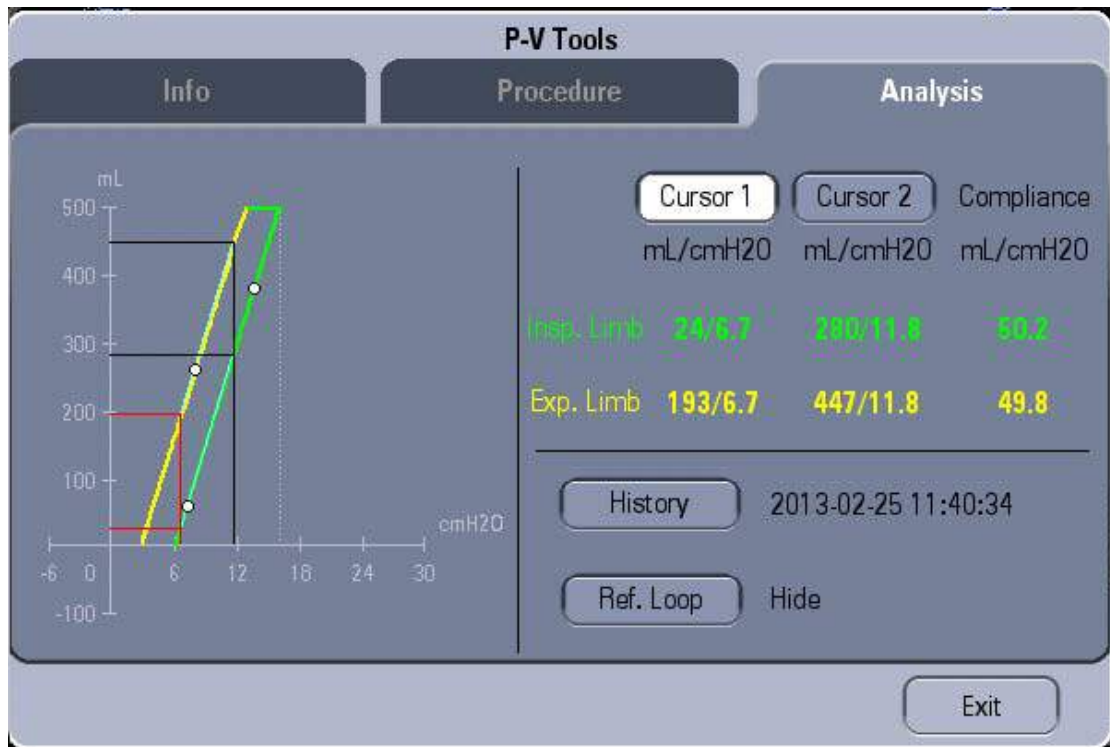 P-V Tools
Info Procedure Analysis
mL
500
400
300
200
100
cmH2O
-6 0 6 12 18 24 30
-100
Cursor 1 Cursor 2 Compliance
mL/cmH2O mL/cmH2O mL/cmH2O
Insp. Limb 24/6.7 280/11.8 50.2
Exp. Limb 193/6.7 447/11.8 49.8
History 2013-02-25 11:40:34
Ref. Loop Hide
Exit